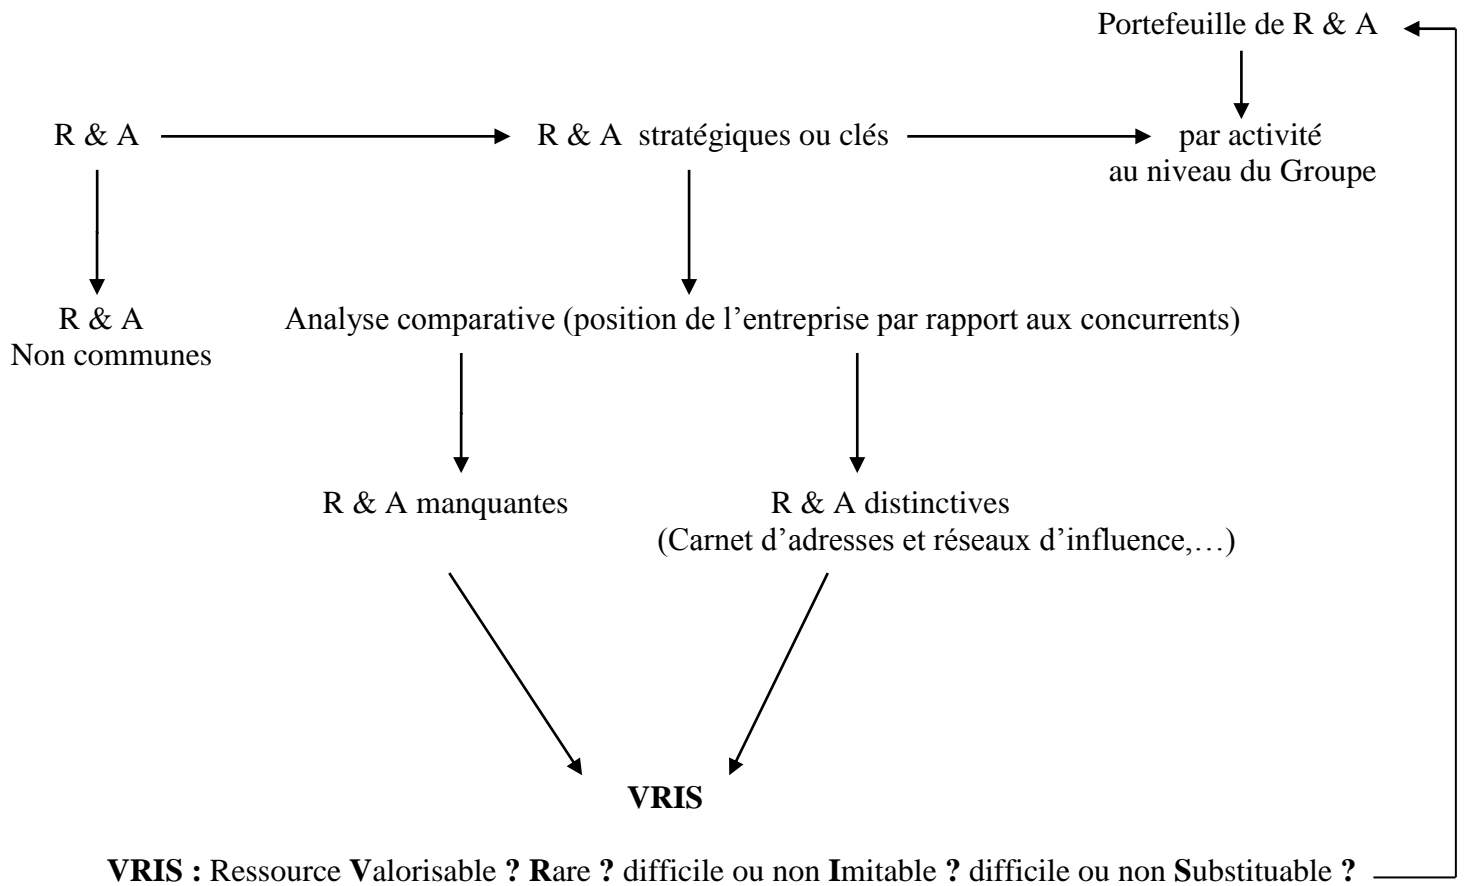 Portefeuille de R & A
R & A
R & A stratégiques ou clés
par activité
au niveau du Groupe
R & A
Non communes
Analyse comparative (position de l’entreprise par rapport aux concurrents)
R & A manquantes
R & A distinctives
(Carnet d’adresses et réseaux d’influence,…)
VRIS
VRIS : Ressource Valorisable ? Rare ? difficile ou non Imitable ? difficile ou non Substituable ?